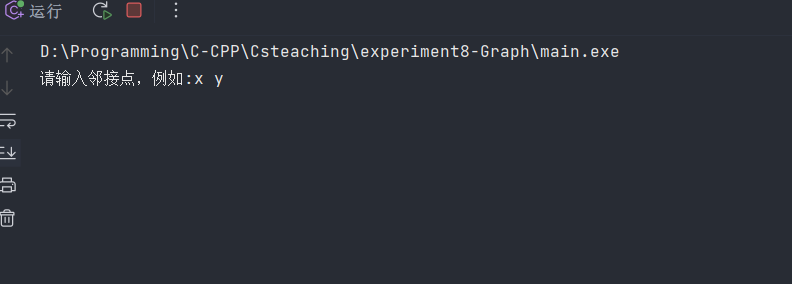 运行
D:\Programming\C-CPP\Csteaching\experiment8-Graph\main.exe
请输入邻接点，例如:x y